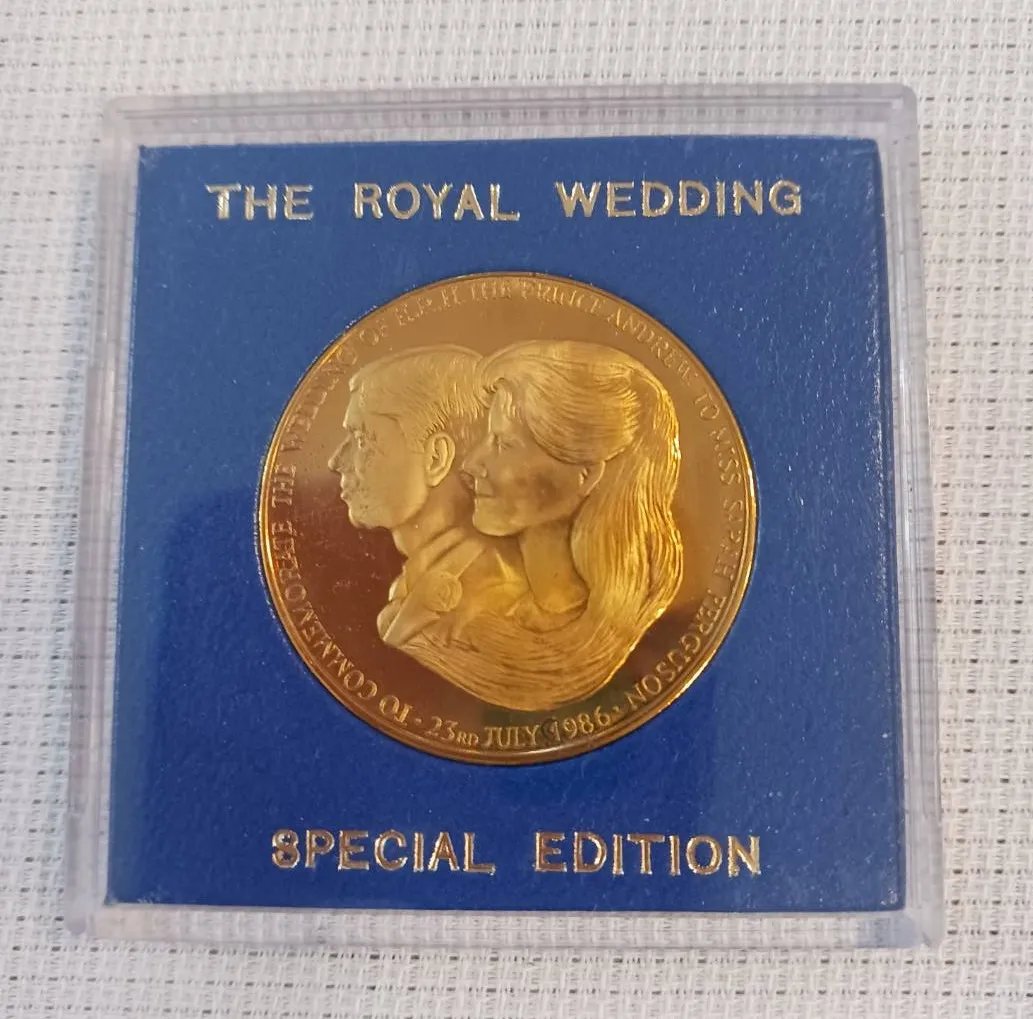 THE ROYAL WEDDING
TO COMMEMORATE THE WEDDING OF H.R.H. THE PRINCE ANDREW TO MISS SARAH FERGUSON
· 23RD JULY 1986 ·
SPECIAL EDITION